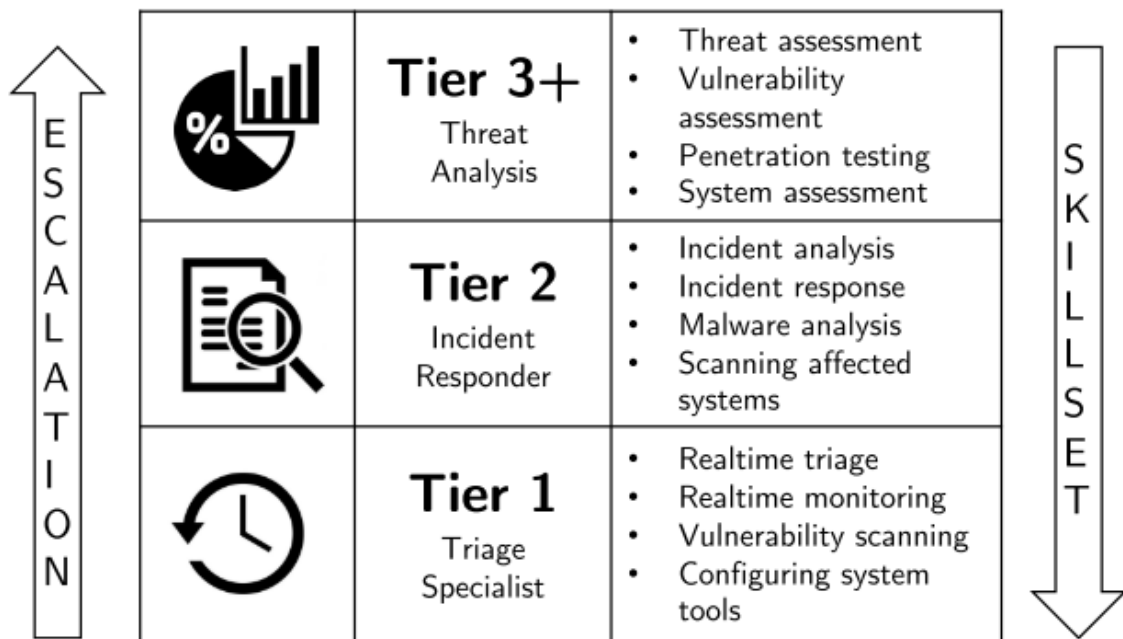 ESCALATION
%
Tier 3+
Threat
Analysis
• Threat assessment
• Vulnerability
assessment
• Penetration testing
• System assessment
Tier 2
Incident
Responder
• Incident analysis
• Incident response
• Malware analysis
• Scanning affected
systems
Tier 1
Triage
Specialist
• Realtime triage
• Realtime monitoring
• Vulnerability scanning
• Configuring system
tools
SKILLSET